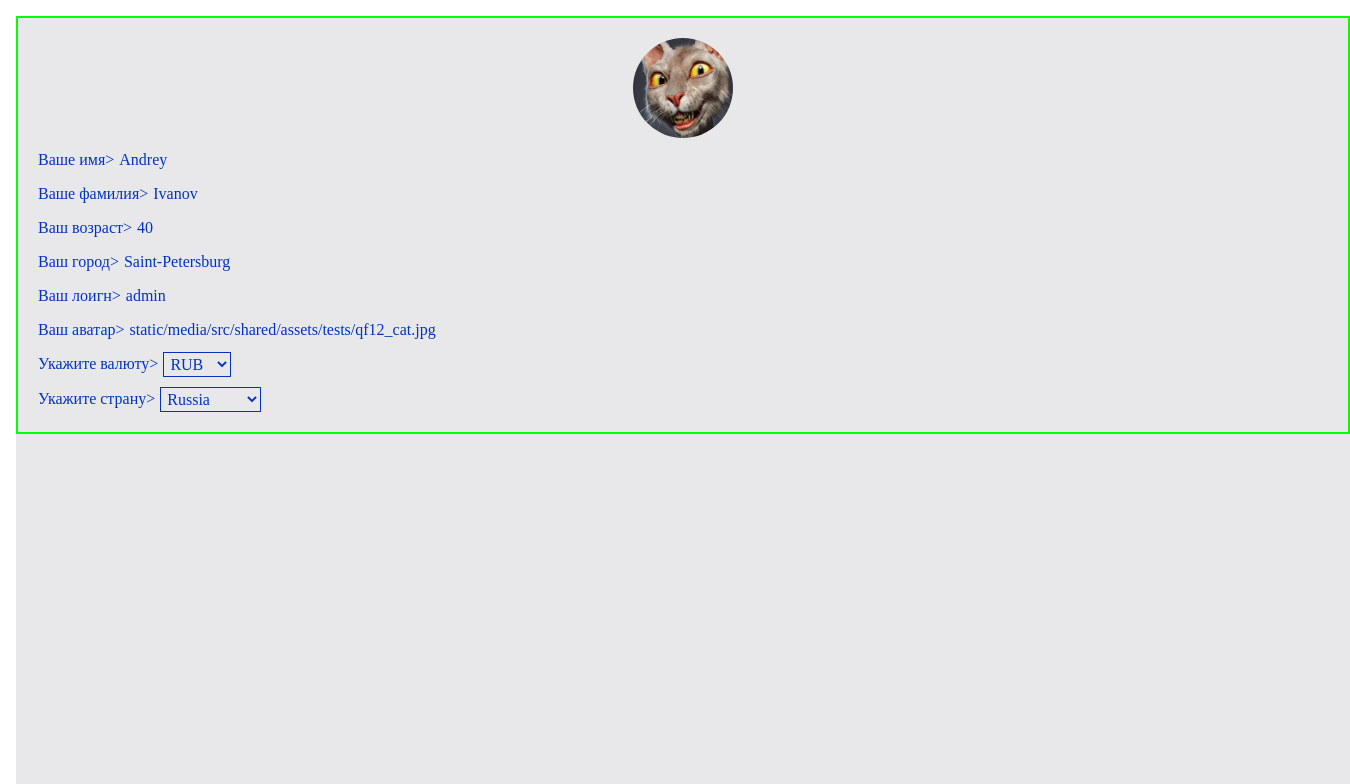 Ваше имя> Andrey
Ваше фамилия> Ivanov
Ваш возраст> 40
Ваш город> Saint-Petersburg
Ваш лоигн> admin
Ваш аватар> static/media/src/shared/assets/tests/qf12_cat.jpg
Укажите валюту> RUB
Укажите страну> Russia